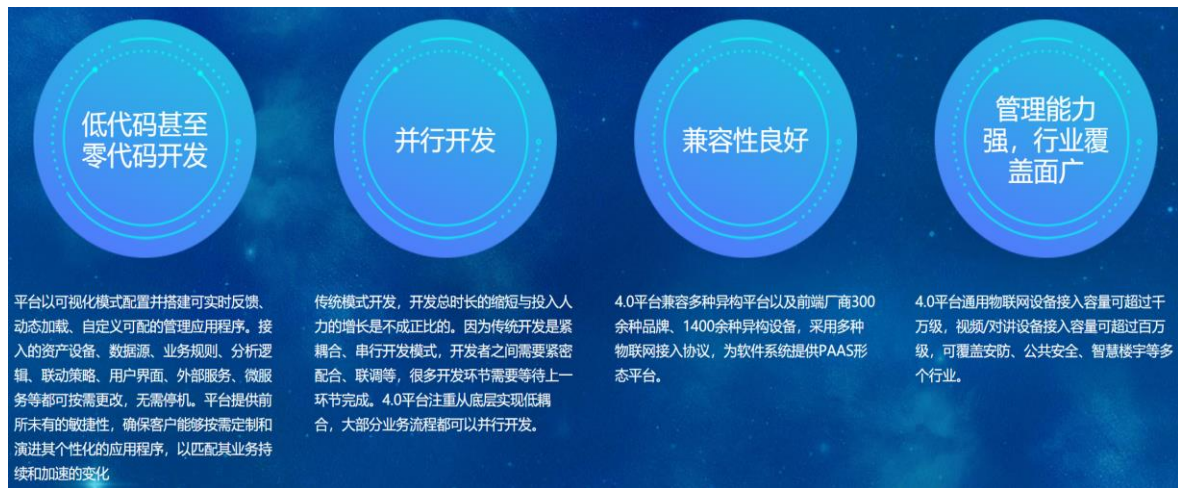 低代码甚至
零代码开发
并行开发
兼容性良好
管理能力
强，行业覆
盖面广
平台以可视化模式配置并搭建可实时反馈、
动态加载、自定义可配的管理应用程序。接
入的资产设备、数据源、业务规则、分析逻
辑、联动策略、用户界面、外部服务、微服
务等都可按需更改，无需停机。平台提供前
所未有的敏捷性，确保客户能够按需定制和
演进其个性化的应用程序，以匹配其业务持
续和加速的变化
传统模式开发，开发总时长的缩短与投入人
力的增长是不成正比的。因为传统开发是紧
耦合、串行开发模式，开发者之间需要紧密
配合、联调等，很多开发环节需要等待上一
环节完成。4.0平台注重从底层实现低耦
合，大部分业务流程都可以并行开发。
4.0平台兼容多种异构平台以及前端厂商300
余种品牌、1400余种异构设备，采用多种
物联网接入协议，为软件系统提供PAAS形
态平台。
4.0平台通用物联网设备接入容量可超过千
万级，视频/对讲设备接入容量可超过百万
级，可覆盖安防、公共安全、智慧楼宇等多
个行业。